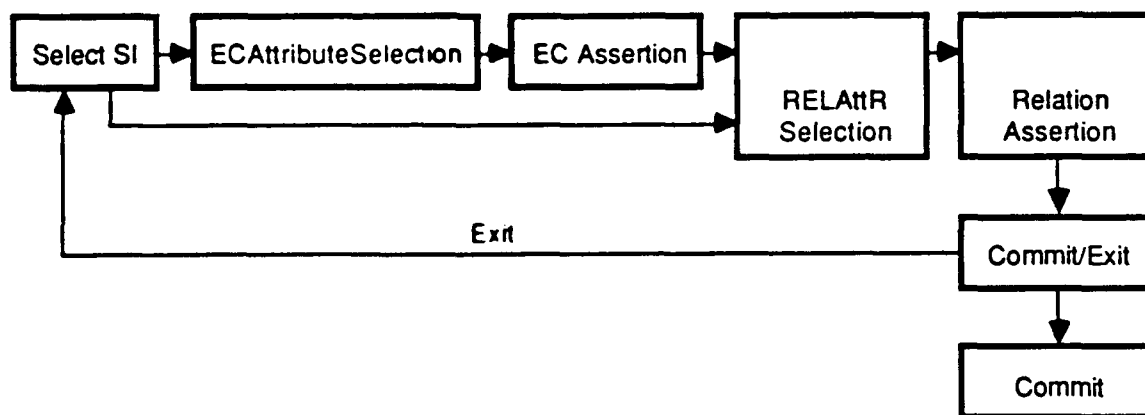 Select SI
ECAttributeSelection
EC Assertion
RELAttR
Selection
Relation
Assertion
Exit
Commit/Exit
Commit